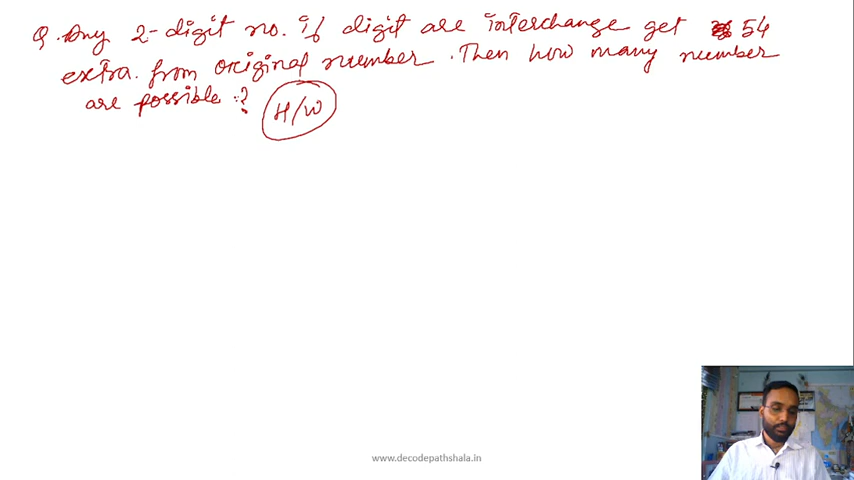 Q. Any 2-digit no. if digit are interchange get 54
extra. from original number. Then how many number
are possible ?
H/W
www.decodepathshala.in